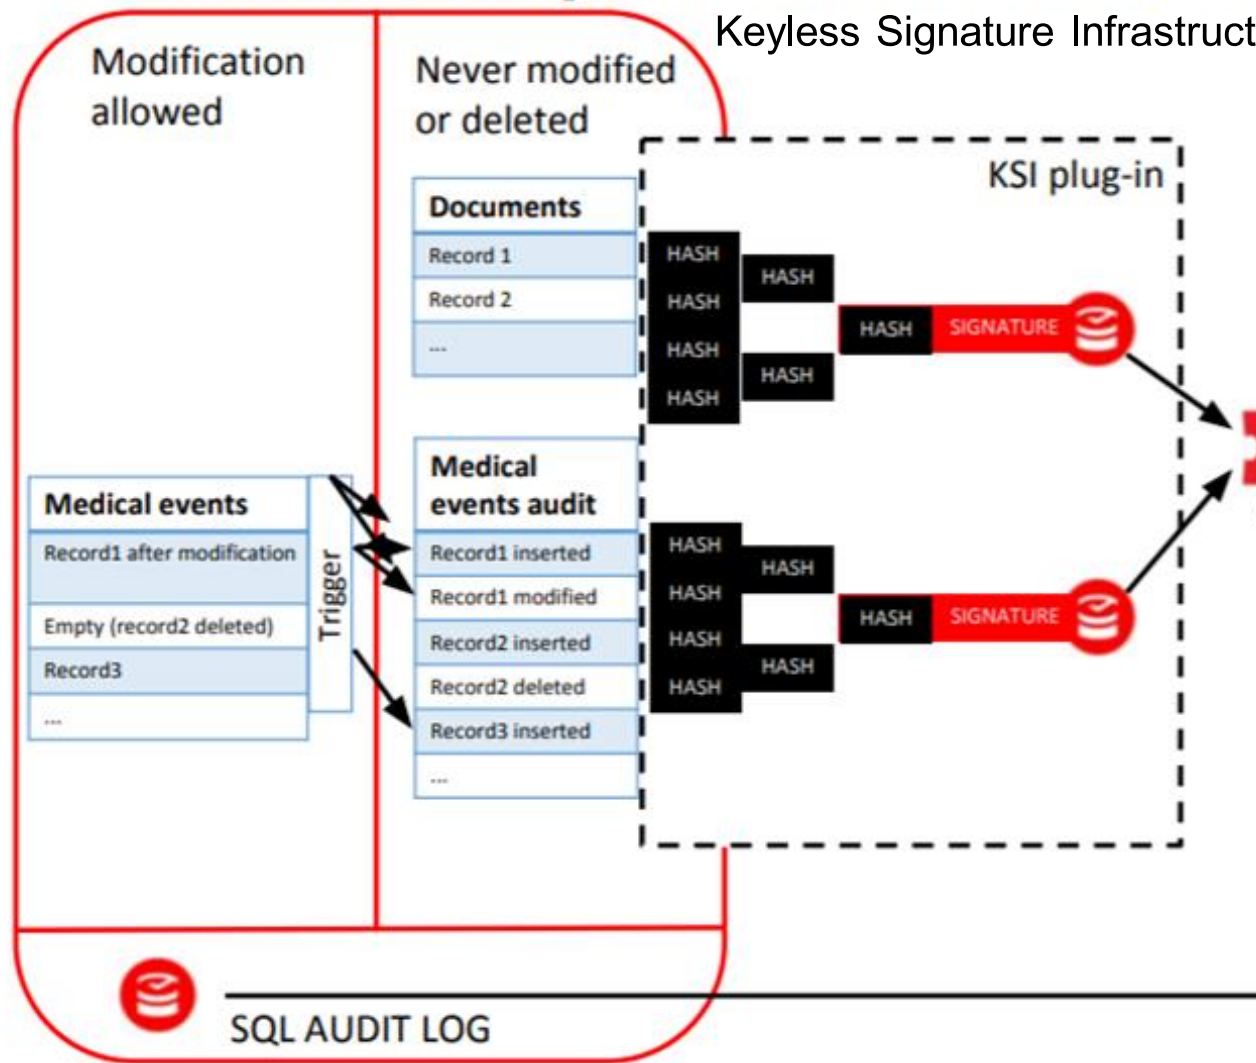 Keyless Signature Infrastruct
Modification
allowed
Never modified
or deleted
KSI plug-in
Documents
Record 1
Record 2
...
HASH
HASH
HASH
HASH
HASH
HASH
HASH
SIGNATURE
Medical events
Record1 after modification
Empty (record2 deleted)
Record3
...
Trigger
Medical
events audit
Record1 inserted
Record1 modified
Record2 inserted
Record2 deleted
Record3 inserted
...
HASH
HASH
HASH
HASH
HASH
HASH
HASH
SIGNATURE
SQL AUDIT LOG